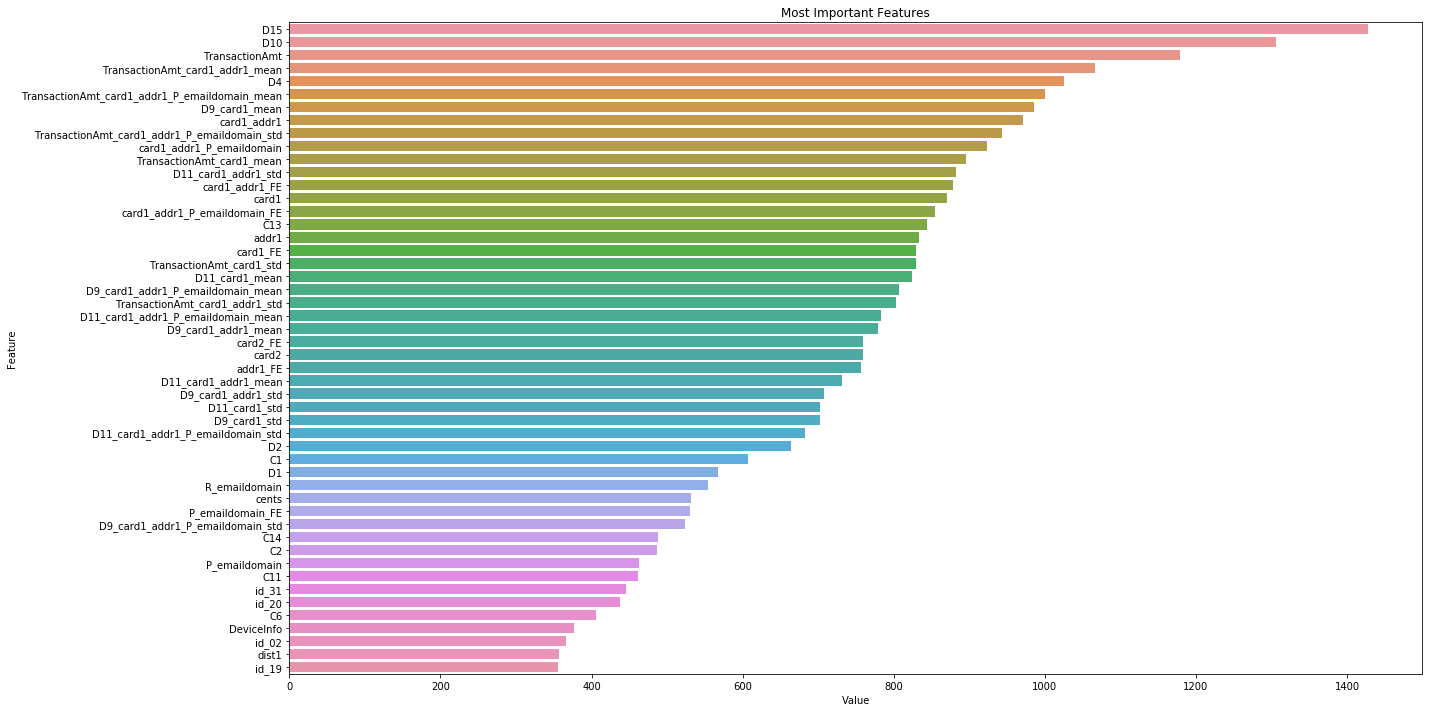 Most Important Features
D15
D10
TransactionAmt
TransactionAmt_card1_addr1_mean
D4
TransactionAmt_card1_addr1_P_emaildomain_mean
D9_card1_mean
card1_addr1
TransactionAmt_card1_addr1_P_emaildomain_std
card1_addr1_P_emaildomain
TransactionAmt_card1_mean
D11_card1_addr1_std
card1_addr1_FE
card1
card1_addr1_P_emaildomain_FE
C13
addr1
card1_FE
TransactionAmt_card1_std
D11_card1_mean
D9_card1_addr1_P_emaildomain_mean
TransactionAmt_card1_addr1_std
D11_card1_addr1_P_emaildomain_mean
D9_card1_addr1_mean
card2_FE
card2
addr1_FE
D11_card1_addr1_mean
D9_card1_addr1_std
D11_card1_std
D9_card1_std
D11_card1_addr1_P_emaildomain_std
D2
C1
D1
R_emaildomain
cents
P_emaildomain_FE
D9_card1_addr1_P_emaildomain_std
C14
C2
P_emaildomain
C11
id_31
id_20
C6
DeviceInfo
id_02
dist1
id_19
Feature
0 200 400 600 800 1000 1200 1400
Value